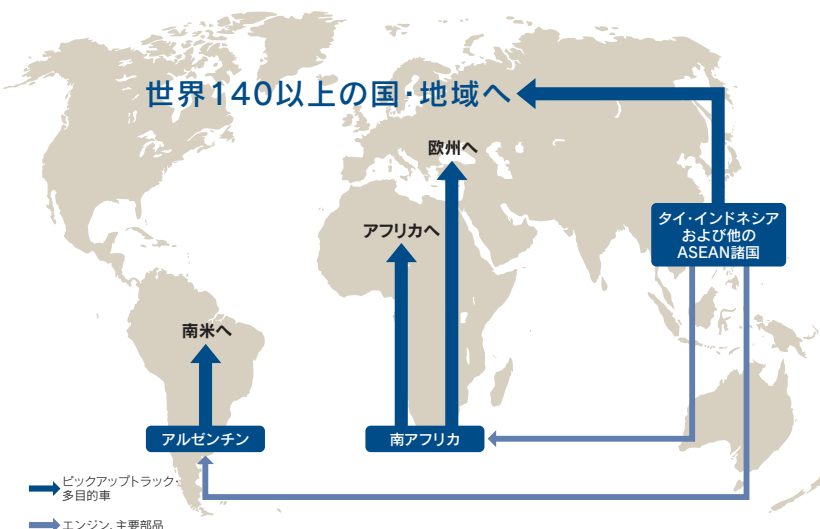 世界140以上の国・地域へ
欧州へ
タイ・インドネシア
および他の
ASEAN諸国
アフリカへ
南米へ
アルゼンチン
南アフリカ
ピックアップトラック・
多目的車
エンジン、主要部品